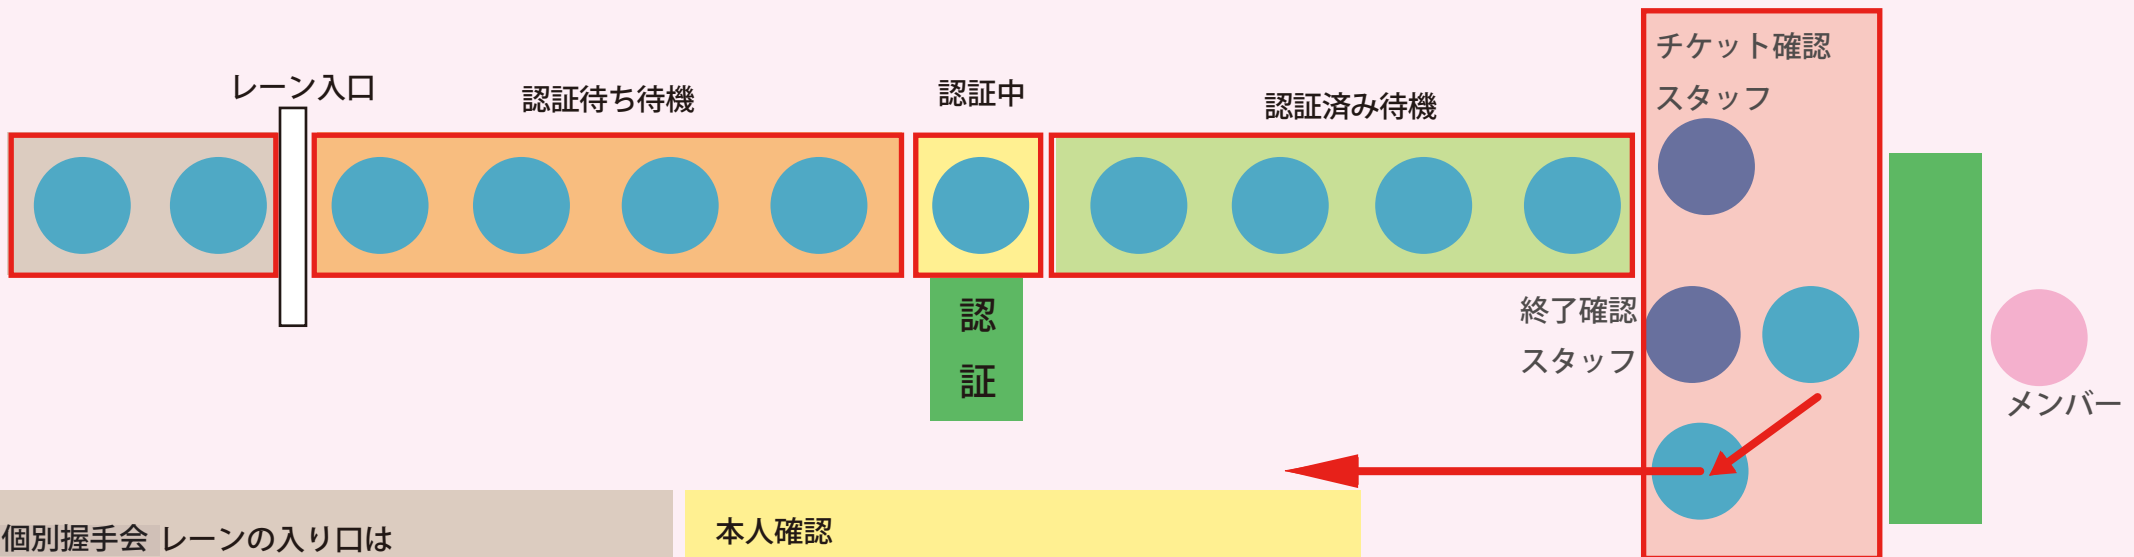 レーン入口
認証待ち待機
認証中
認証済み待機
チケット確認
スタッフ
認
証
終了確認
スタッフ
メンバー
個別握手会 レーンの入り口は
本人確認